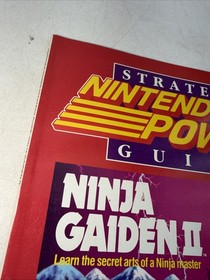 STRATE
NINTENDO
POW
GUI
NINJA
GAIDEN II
Learn the secret arts of a Ninja master